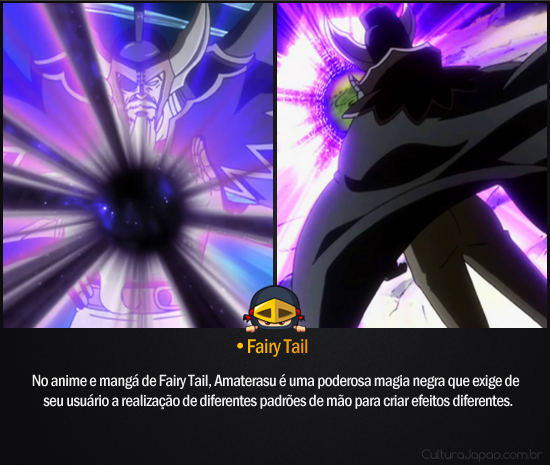 • Fairy Tail
No anime e mangá de Fairy Tail, Amaterasu é uma poderosa magia negra que exige de
seu usuário a realização de diferentes padrões de mão para criar efeitos diferentes.
CulturaJapao.com.br